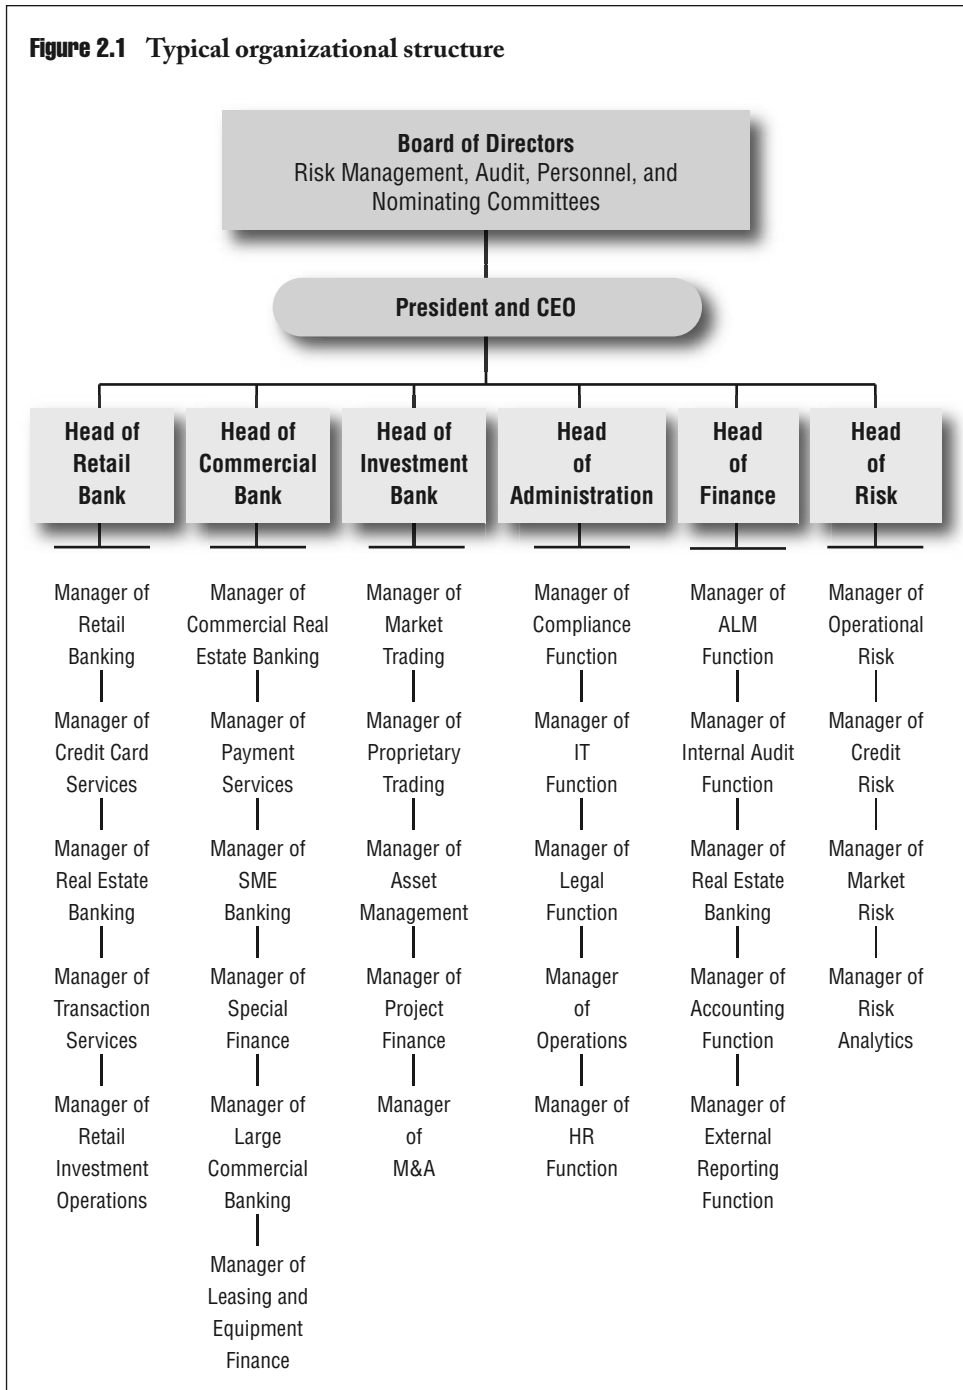 Figure 2.1 Typical organizational structure
Board of Directors
Risk Management, Audit, Personnel, and
Nominating Committees
President and CEO
Head of
Retail
Bank
Head of
Commercial
Bank
Head of
Investment
Bank
Head
of
Administration
Head
of
Finance
Head
of
Risk
Manager of
Retail
Banking
Manager of
Credit Card
Services
Manager of
Real Estate
Banking
Manager of
Transaction
Services
Manager of
Retail
Investment
Operations
Manager of
Commercial Real
Estate Banking
Manager of
Payment
Services
Manager of
SME
Banking
Manager of
Special
Finance
Manager of
Large
Commercial
Banking
Manager of
Leasing and
Equipment
Finance
Manager of
Market
Trading
Manager of
Proprietary
Trading
Manager of
Asset
Management
Manager of
Project
Finance
Manager
of
M&A
Manager of
Compliance
Function
Manager of
IT
Function
Manager of
Legal
Function
Manager
of
Operations
Manager of
HR
Function
Manager of
ALM
Function
Manager of
Internal Audit
Function
Manager of
Real Estate
Banking
Manager of
Accounting
Function
Manager of
External
Reporting
Function
Manager of
Operational
Risk
Manager of
Credit
Risk
Manager of
Market
Risk
Manager of
Risk
Analytics